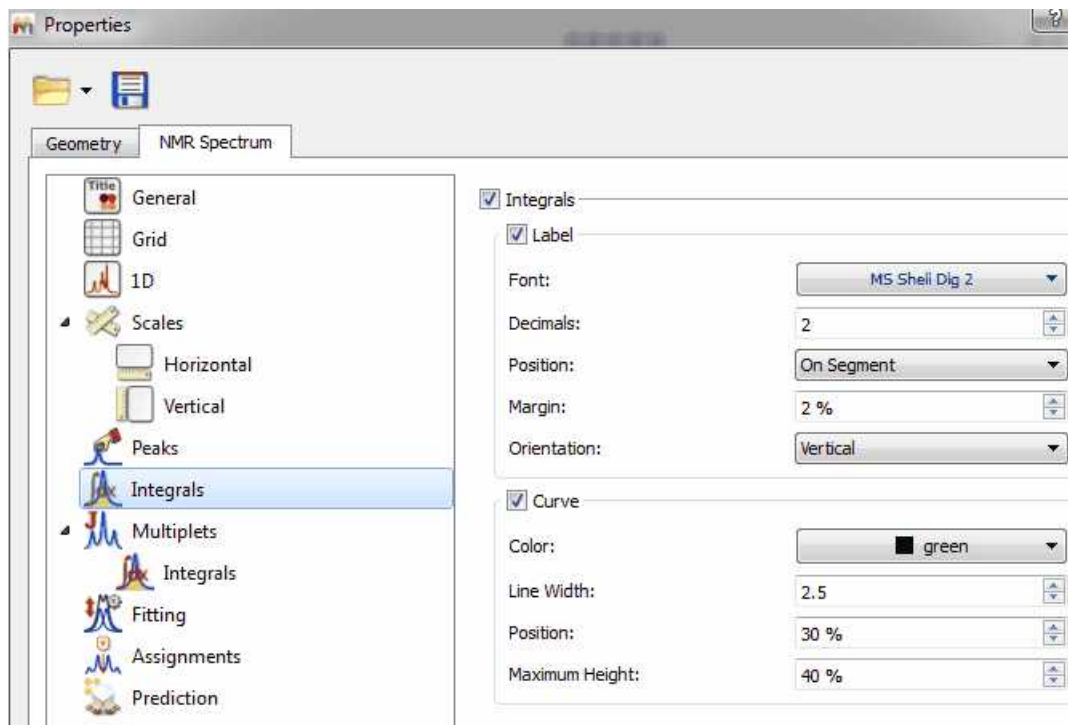 Properties
Geometry
NMR Spectrum
Title
General
Grid
1D
Scales
Horizontal
Vertical
Peaks
Integrals
Multiplets
Integrals
Fitting
Assignments
Prediction
Integrals
Label
Font: MS Shell Dlg 2
Decimals: 2
Position: On Segment
Margin: 2 %
Orientation: Vertical
Curve
Color: green
Line Width: 2.5
Position: 30 %
Maximum Height: 40 %